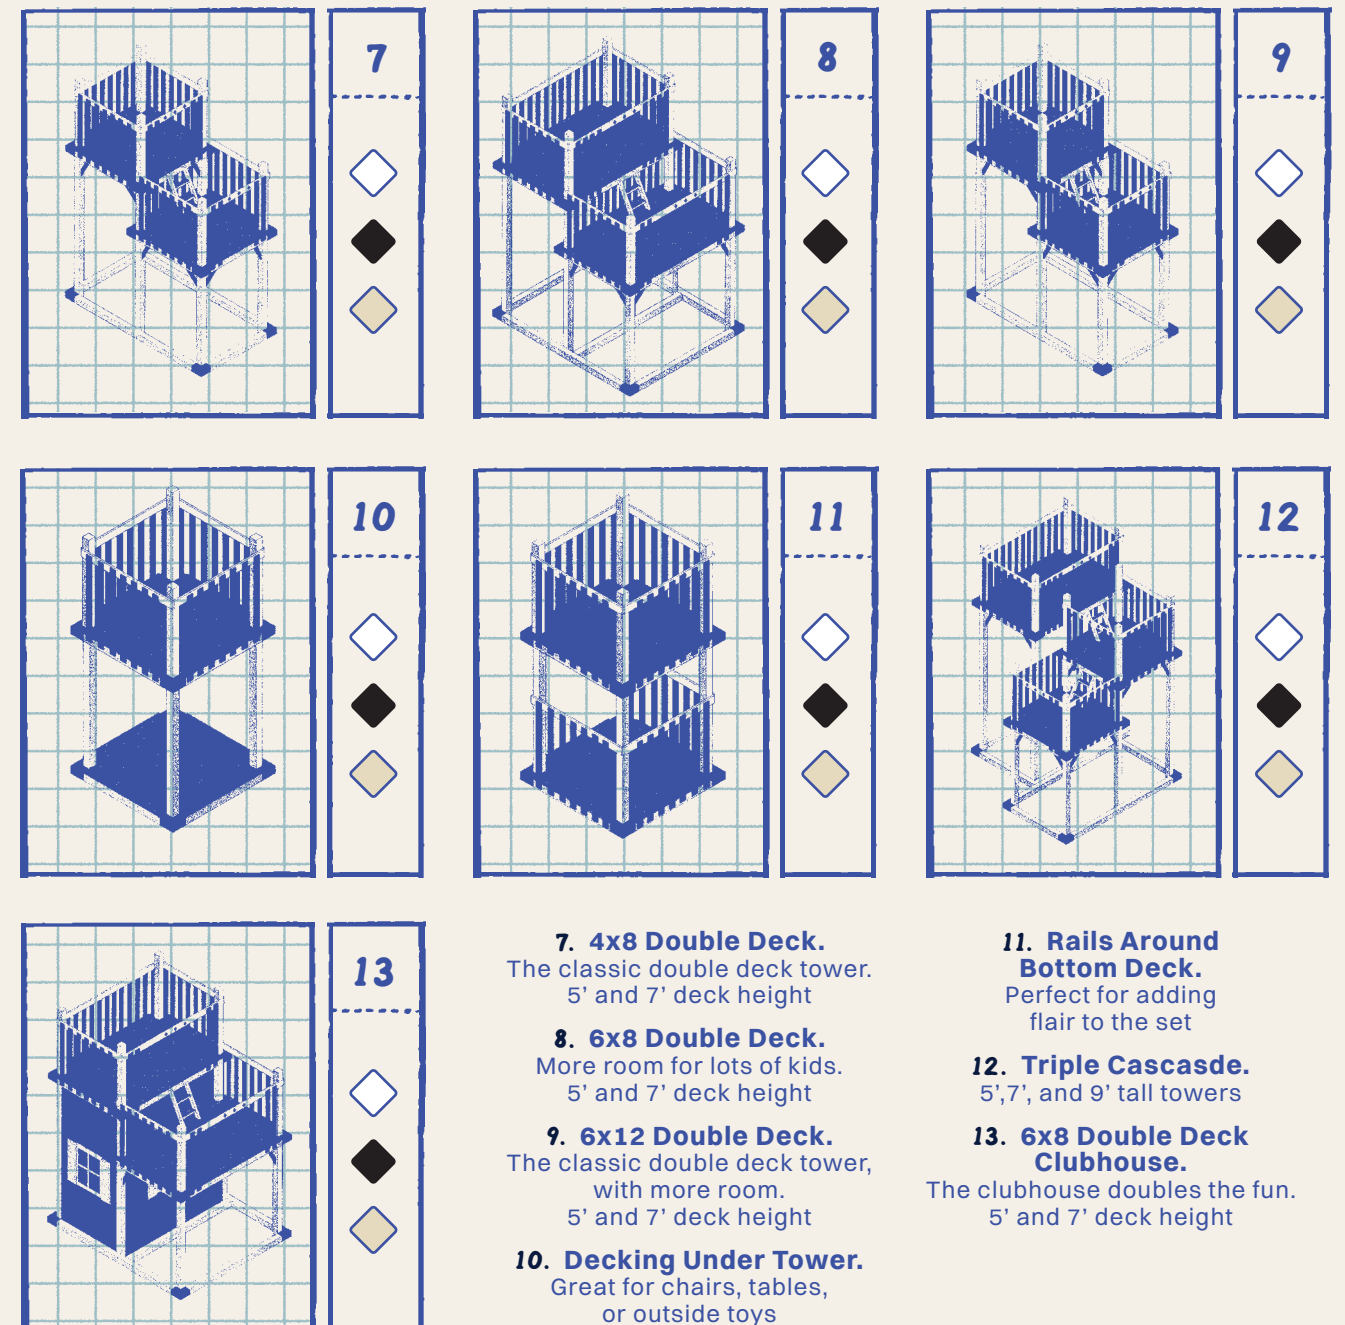 7
8
9
10
11
12
13
7. 4x8 Double Deck.
The classic double deck tower.
5’ and 7’ deck height
8. 6x8 Double Deck.
More room for lots of kids.
5’ and 7’ deck height
9. 6x12 Double Deck.
The classic double deck tower,
with more room.
5’ and 7’ deck height
10. Decking Under Tower.
Great for chairs, tables,
or outside toys
11. Rails Around
Bottom Deck.
Perfect for adding
flair to the set
12. Triple Cascasde.
5’,7’, and 9’ tall towers
13. 6x8 Double Deck
Clubhouse.
The clubhouse doubles the fun.
5’ and 7’ deck height